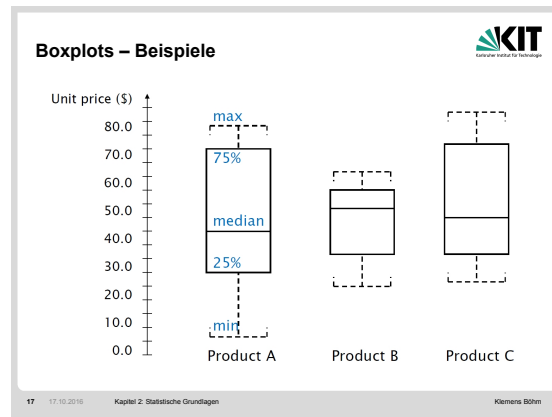 Boxplots – Beispiele
KIT
Karlsruher Institut für Technologie
Unit price ($)
80.0
70.0
60.0
50.0
40.0
30.0
20.0
10.0
0.0
max
75%
median
25%
min
Product A
Product B
Product C
17 17.10.2016 Kapitel 2: Statistische Grundlagen Klemens Böhm